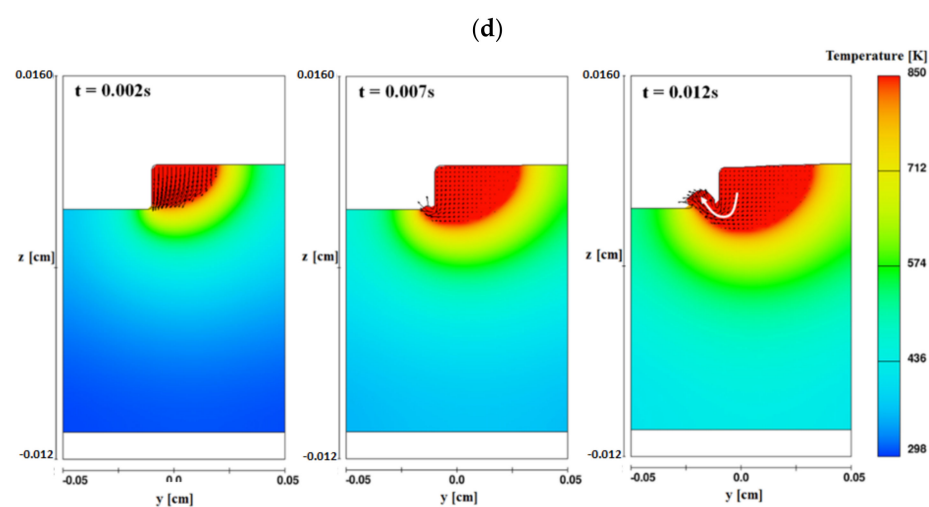 (d)
Temperature [K]
0.0160 t = 0.002s
0.0160 t = 0.007s
0.0160 t = 0.012s
850
712
574
436
298
z [cm] z [cm] z [cm]
-0.012 -0.012 -0.012
-0.05 0.0 0.05
-0.05 0.0 0.05
-0.05 0.0 0.05
y [cm] y [cm] y [cm]